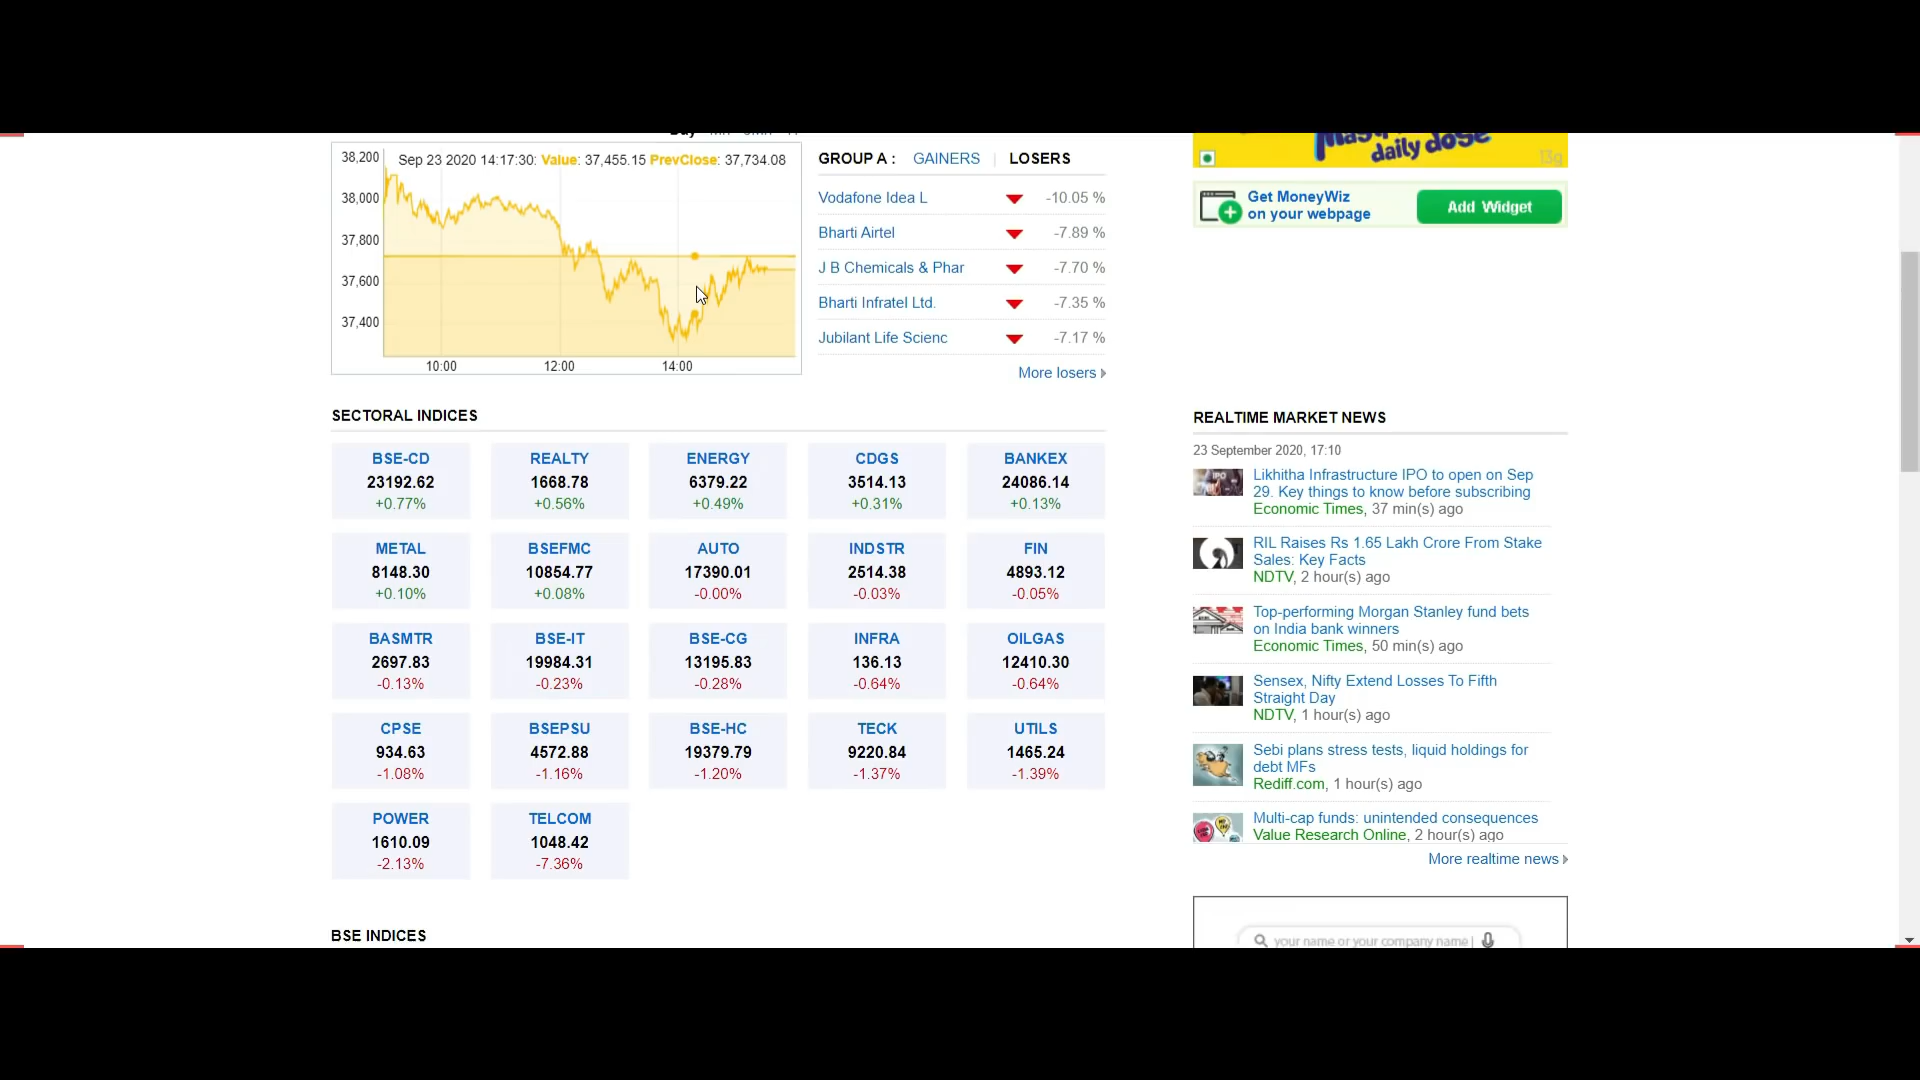 38,200
38,000
37,800
37,600
37,400
Sep 23 2020 14:17:30: Value: 37,455.15 PrevClose: 37,734.08
10:00 12:00 14:00
GROUP A : GAINERS | LOSERS
Vodafone Idea L -10.05 %
Bharti Airtel -7.89 %
J B Chemicals & Phar -7.70 %
Bharti Infratel Ltd. -7.35 %
Jubilant Life Scienc -7.17 %
More losers
daily dose
13g
Get MoneyWiz
on your webpage
Add Widget
SECTORAL INDICES
BSE-CD REALTY ENERGY CDGS BANKEX
23192.62 1668.78 6379.22 3514.13 24086.14
+0.77% +0.56% +0.49% +0.31% +0.13%
METAL BSEFMC AUTO INDSTR FIN
8148.30 10854.77 17390.01 2514.38 4893.12
+0.10% +0.08% -0.00% -0.03% -0.05%
BASMTR BSE-IT BSE-CG INFRA OILGAS
2697.83 19984.31 13195.83 136.13 12410.30
-0.13% -0.23% -0.28% -0.64% -0.64%
CPSE BSEPSU BSE-HC TECK UTILS
934.63 4572.88 19379.79 9220.84 1465.24
-1.08% -1.16% -1.20% -1.37% -1.39%
POWER TELCOM
1610.09 1048.42
-2.13% -7.36%
BSE INDICES
REALTIME MARKET NEWS
23 September 2020, 17:10
IPO
Likhitha Infrastructure IPO to open on Sep
29. Key things to know before subscribing
Economic Times, 37 min(s) ago
RIL Raises Rs 1.65 Lakh Crore From Stake
Sales: Key Facts
NDTV, 2 hour(s) ago
Top-performing Morgan Stanley fund bets
on India bank winners
Economic Times, 50 min(s) ago
Sensex, Nifty Extend Losses To Fifth
Straight Day
NDTV, 1 hour(s) ago
Sebi plans stress tests, liquid holdings for
debt MFs
Rediff.com, 1 hour(s) ago
Multi-cap funds: unintended consequences
Value Research Online, 2 hour(s) ago
More realtime news
your name or your company name |